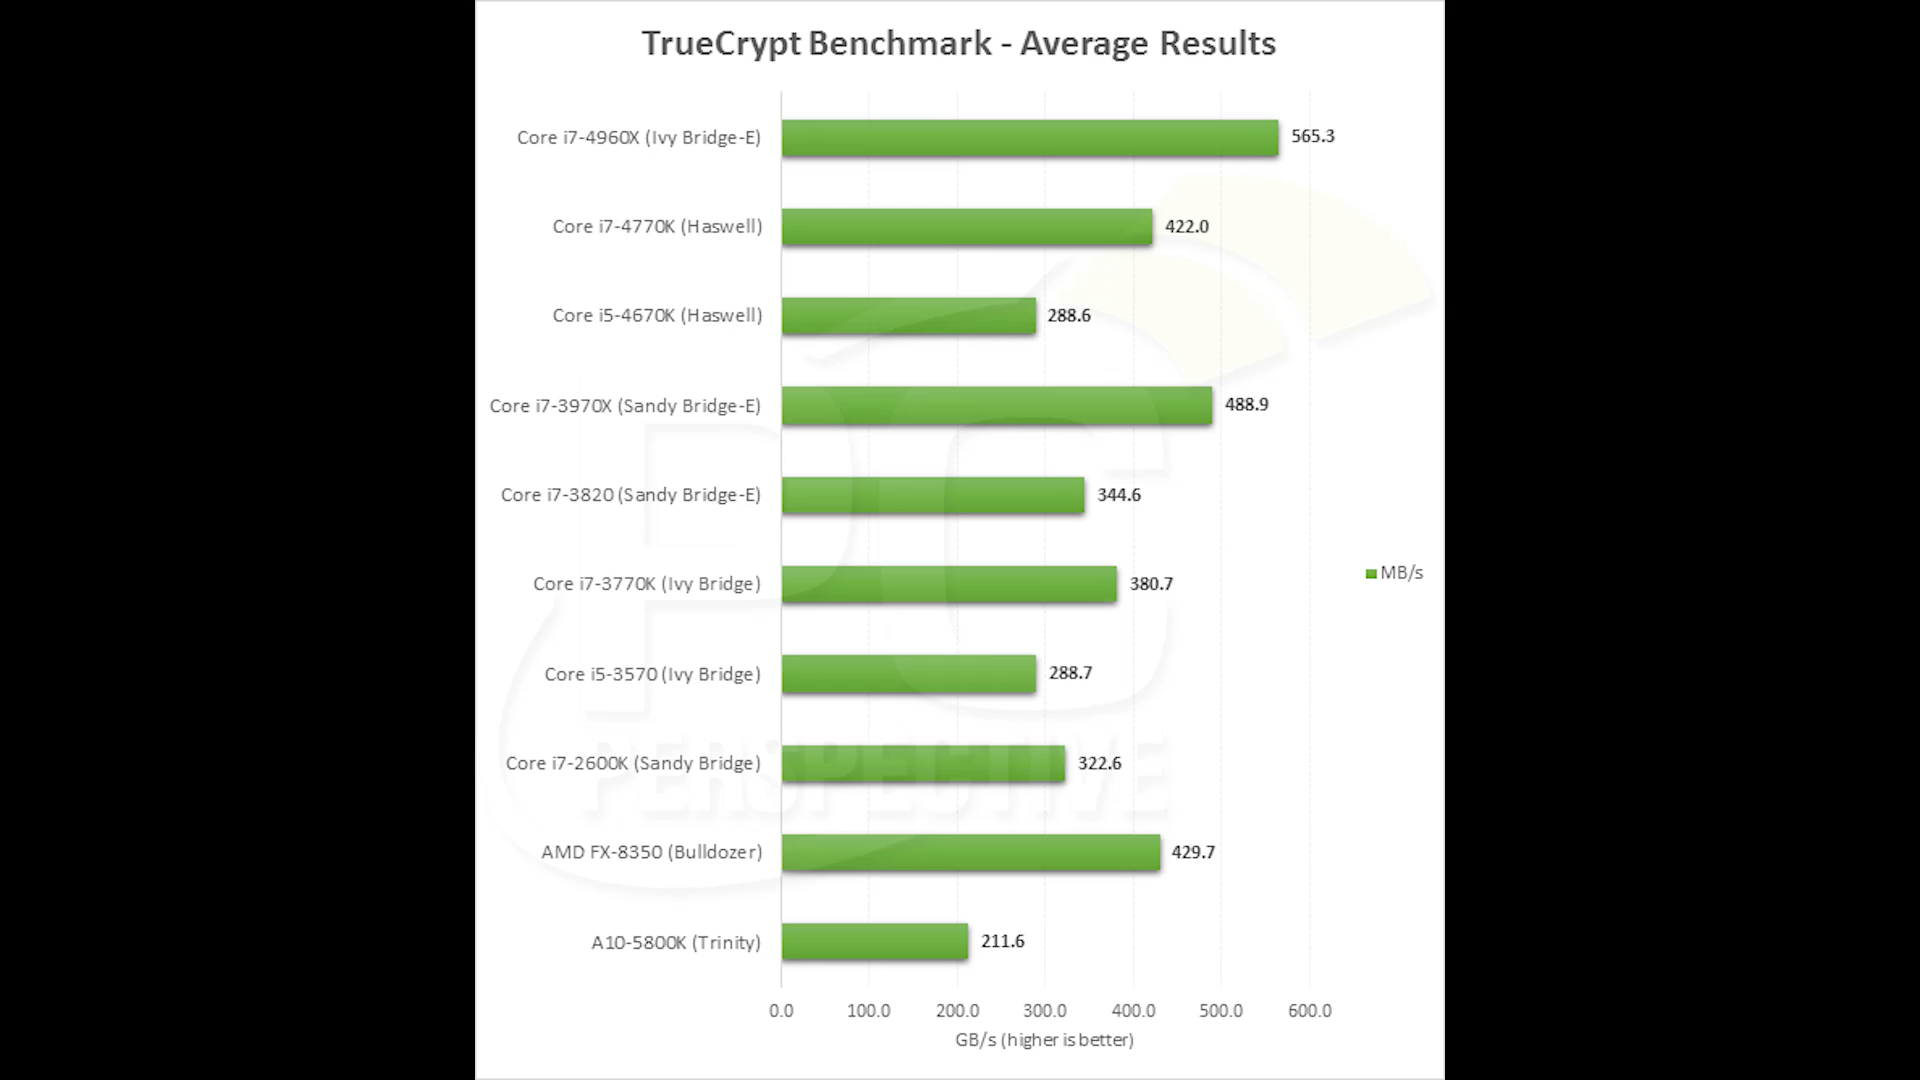 TrueCrypt Benchmark - Average Results
Core i7-4960X (Ivy Bridge-E) 565.3
Core i7-4770K (Haswell) 422.0
Core i5-4670K (Haswell) 288.6
Core i7-3970X (Sandy Bridge-E) 488.9
Core i7-3820 (Sandy Bridge-E) 344.6
Core i7-3770K (Ivy Bridge) 380.7
MB/s
Core i5-3570 (Ivy Bridge) 288.7
Core i7-2600K (Sandy Bridge) 322.6
AMD FX-8350 (Bulldozer) 429.7
A10-5800K (Trinity) 211.6
0.0 100.0 200.0 300.0 400.0 500.0 600.0
GB/s (higher is better)
PC
PERSPECTIVE